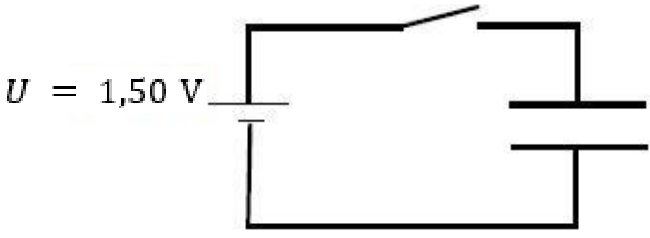 U = 1,50 V